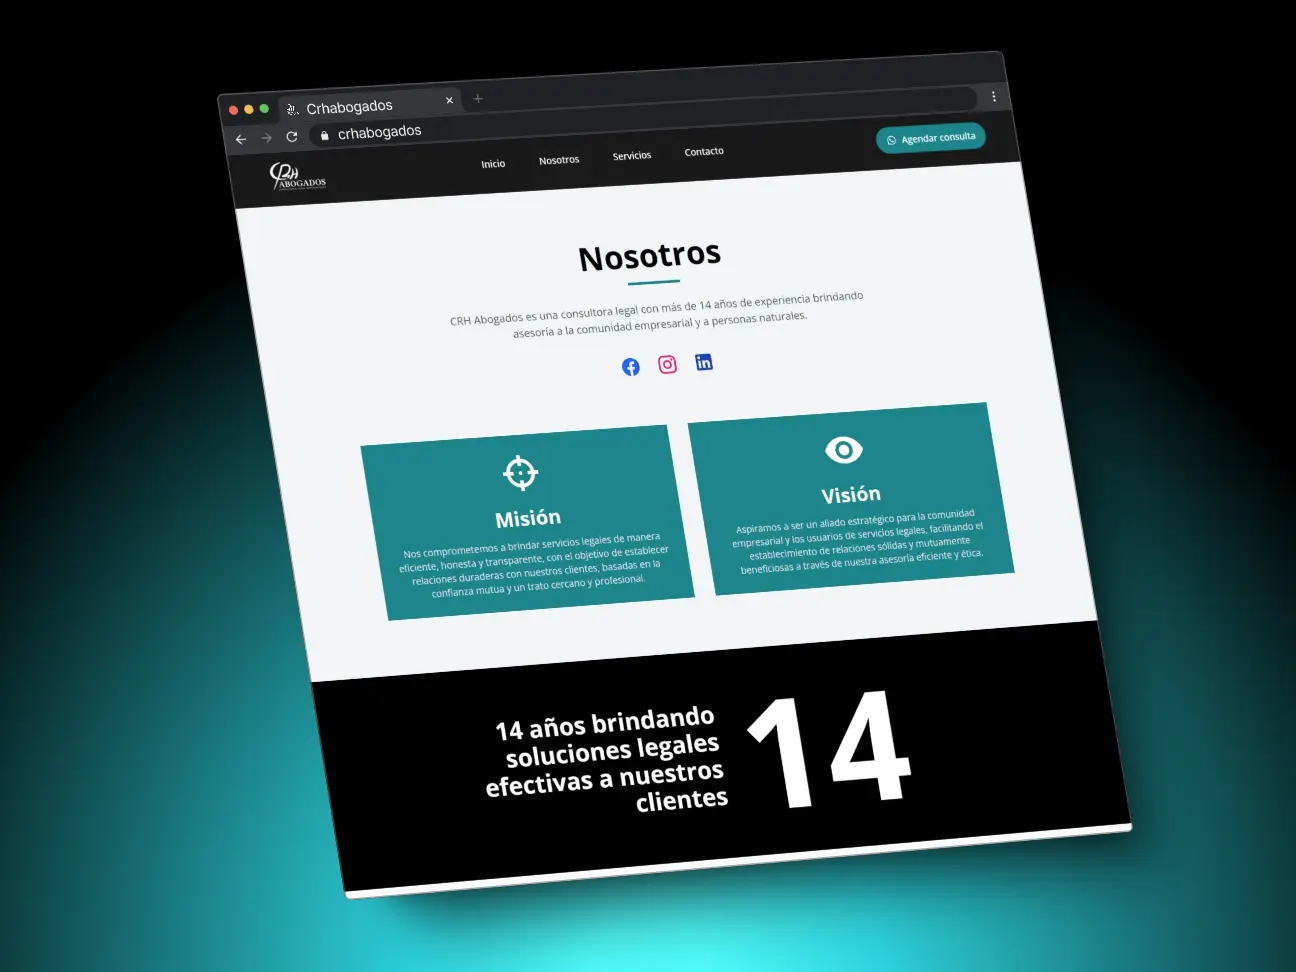 Crhabogados
crhabogados
CRH
ABOGADOS
Inicio
Nosotros
Servicios
Contacto
Agendar consulta
Nosotros
CRH Abogados es una consultora legal con más de 14 años de experiencia brindando
asesoría a la comunidad empresarial y a personas naturales.
Misión
Nos comprometemos a brindar servicios legales de manera
eficiente, honesta y transparente, con el objetivo de establecer
relaciones duraderas con nuestros clientes, basadas en la
confianza mutua y un trato cercano y profesional.
Visión
Aspiramos a ser un aliado estratégico para la comunidad
empresarial y los usuarios de servicios legales, facilitando el
establecimiento de relaciones sólidas y mutuamente
beneficiosas a través de nuestra asesoría eficiente y ética.
14 años brindando
soluciones legales
efectivas a nuestros
clientes
14